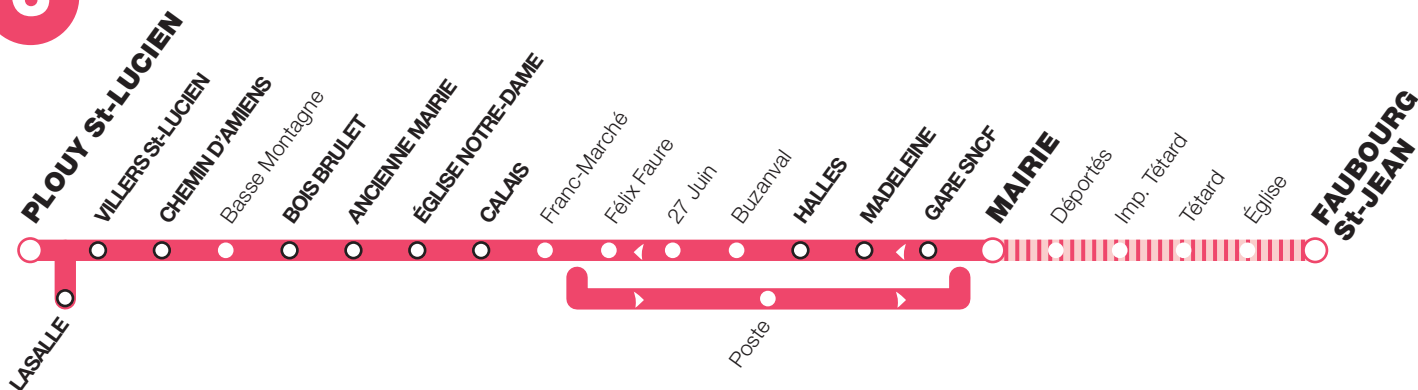 6
PLOUY St-LUCIEN
VILLERS St-LUCIEN
CHEMIN D'AMIENS
Basse Montagne
BOIS BRULET
ANCIENNE MAIRIE
ÉGLISE NOTRE-DAME
CALAIS
Franc-Marché
Félix Faure
27 Juin
Buzanval
HALLES
MADELEINE
GARE SNCF
MAIRIE
Déportés
Imp. Tétard
Tétard
Église
FAUBOURG
St-JEAN
LASALLE
Poste